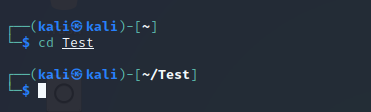 ┌──(kali㉿kali)-[~]
└─$ cd Test
┌──(kali㉿kali)-[~/Test]
└─$